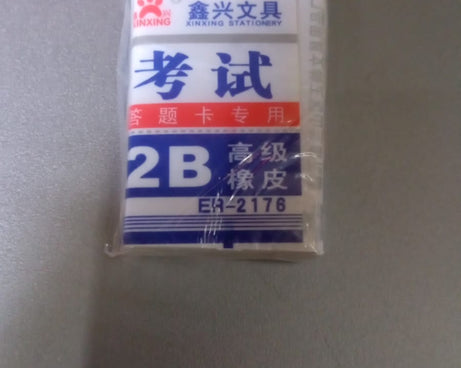 鑫兴文具
XINXING XINXING STATIONERY
考试
答题卡专用
2B 高级
橡皮
ER-2176